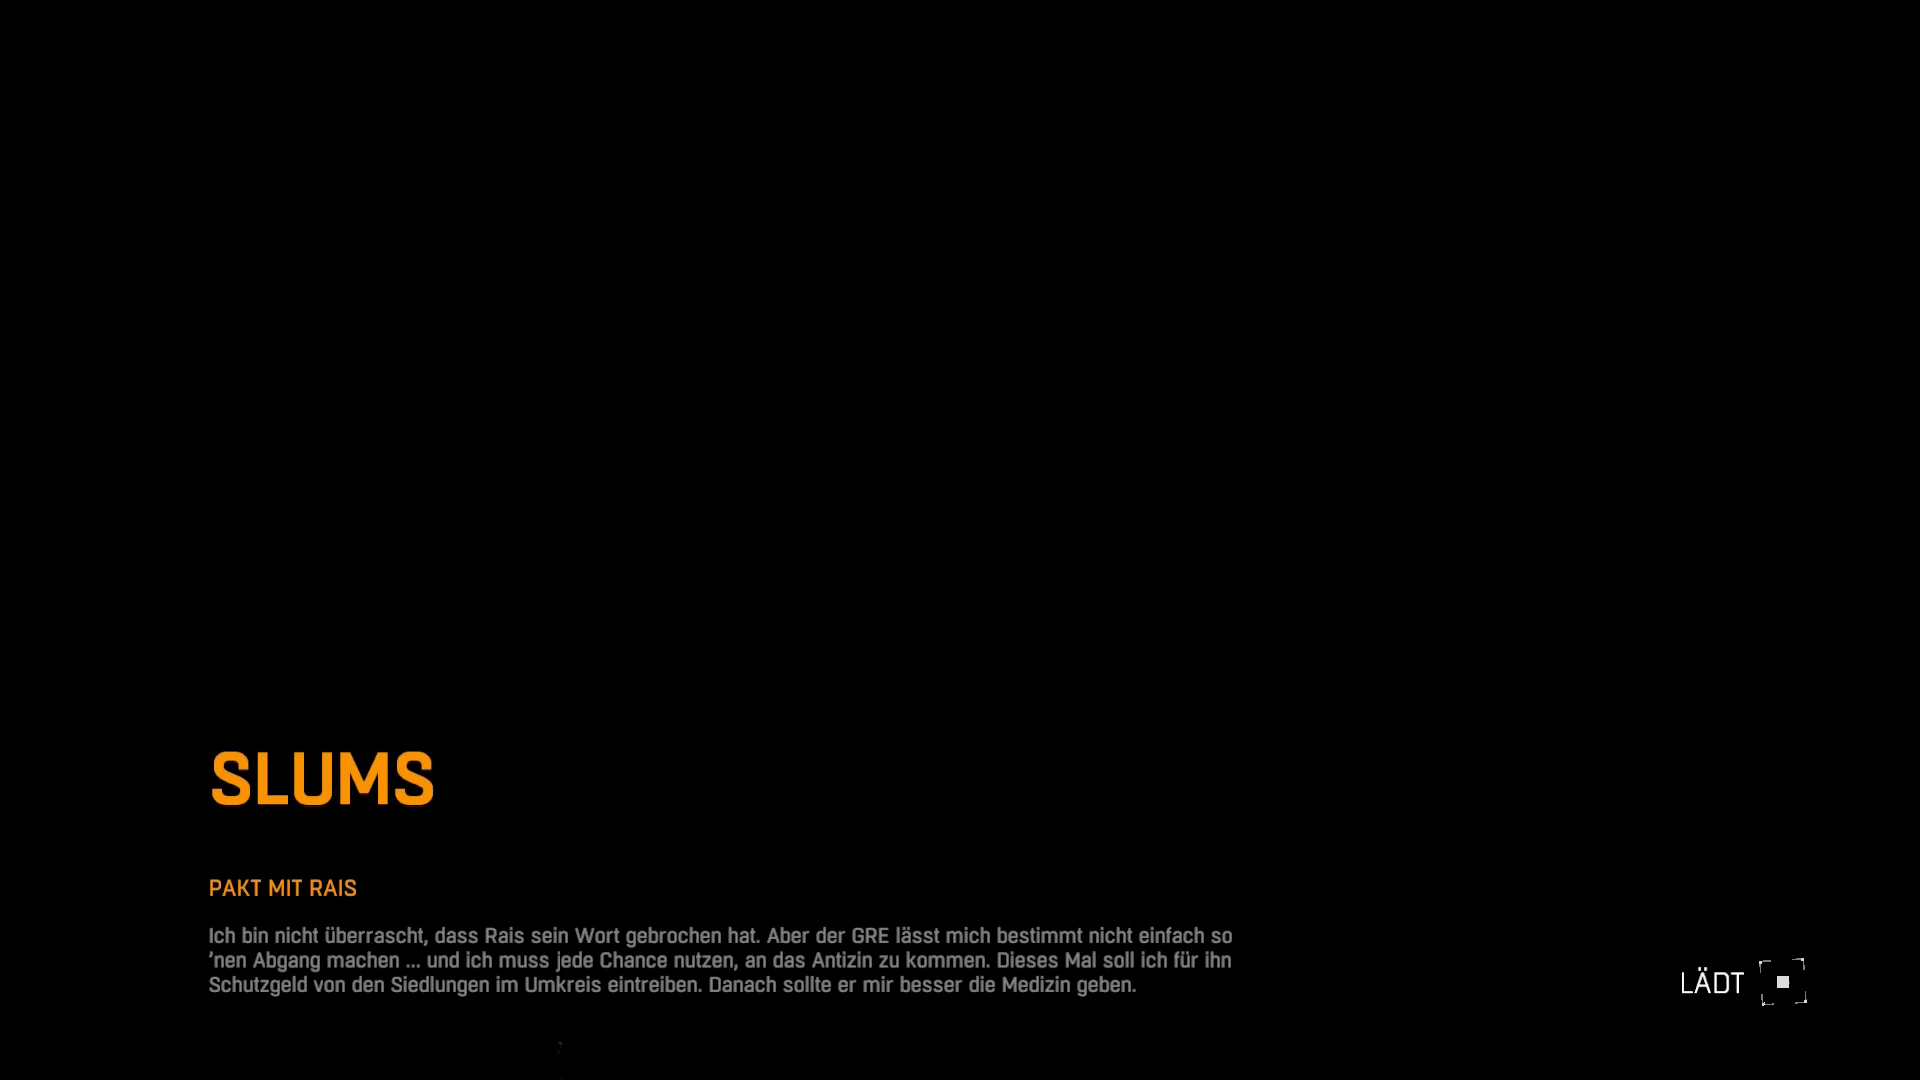 SLUMS
PAKT MIT RAIS
Ich bin nicht überrascht, dass Rais sein Wort gebrochen hat. Aber der GRE lässt mich bestimmt nicht einfach so
'nen Abgang machen ... und ich muss jede Chance nutzen, an das Antizin zu kommen. Dieses Mal soll ich für ihn
Schutzgeld von den Siedlungen im Umkreis eintreiben. Danach sollte er mir besser die Medizin geben.
LÄDT